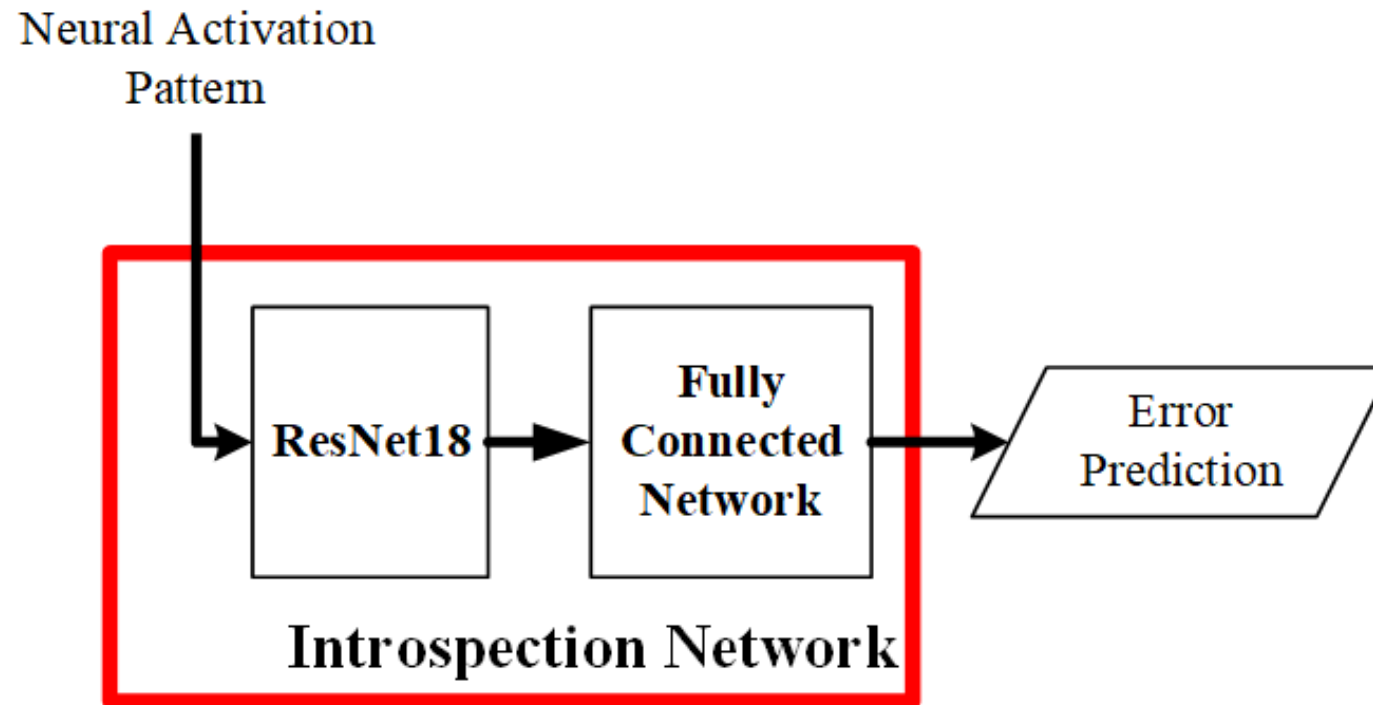 Neural Activation
Pattern
ResNet18
Fully
Connected
Network
Error
Prediction
Introspection Network